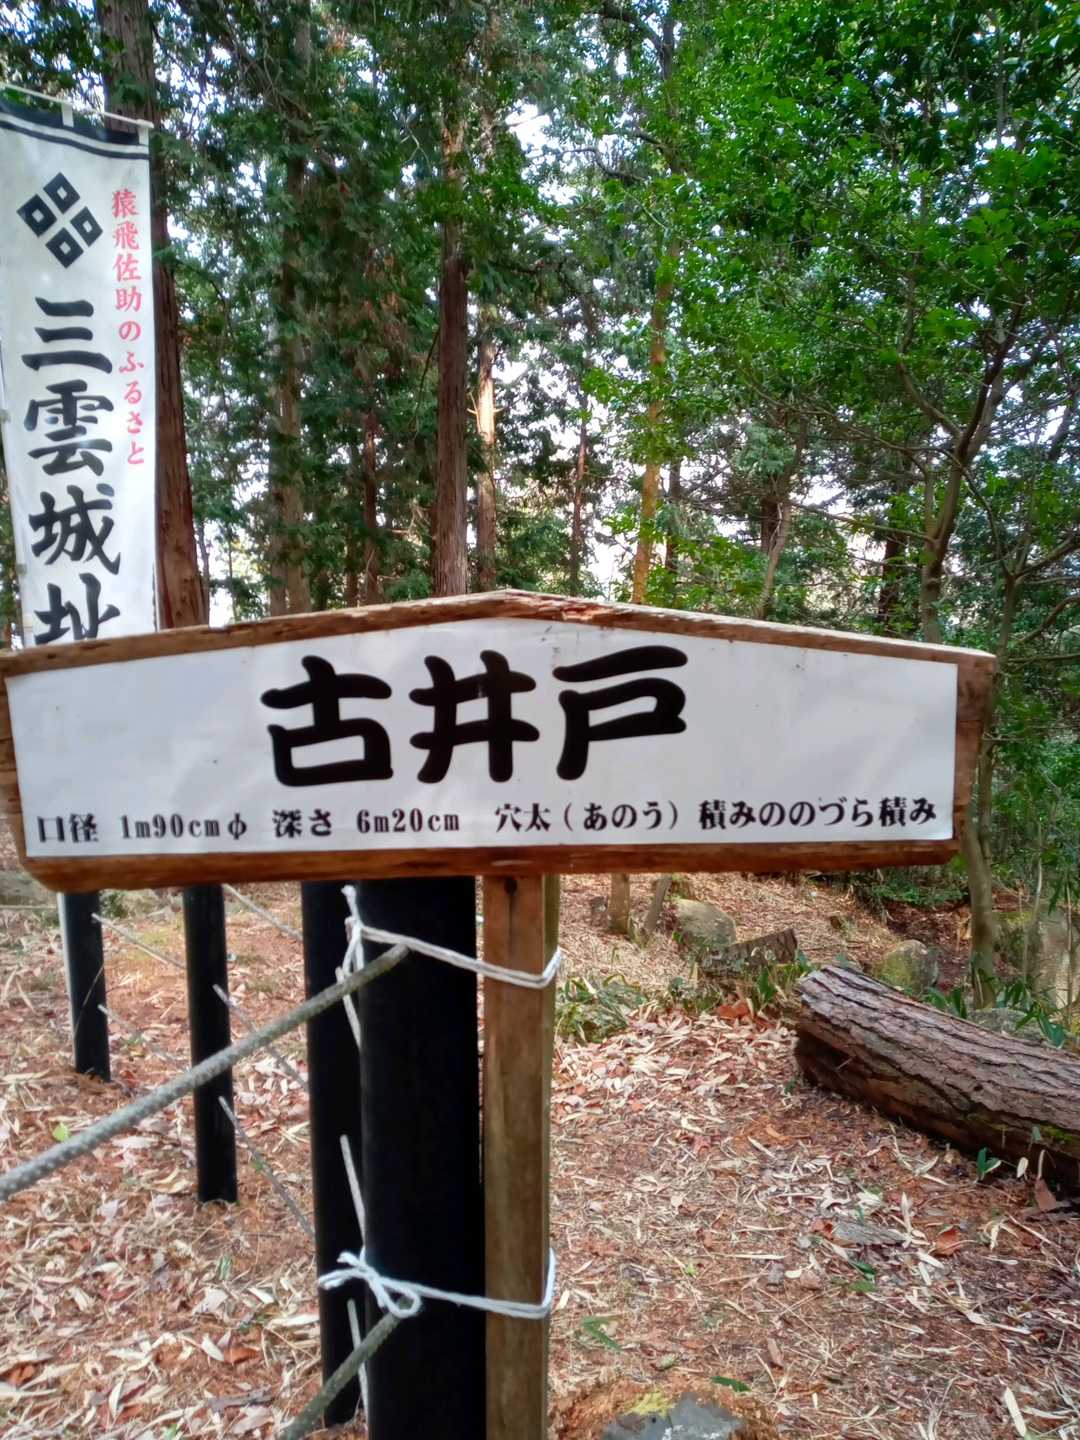 猿飛佐助のふるさと
三雲城址
古井戸
口径 1m90cmφ 深さ 6m20cm 穴太(あのう)積みののづら積み